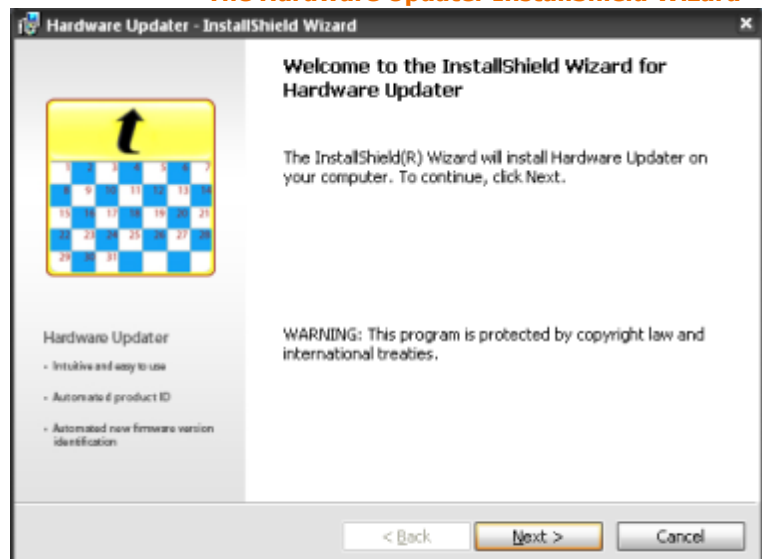 The Hardware Updater InstallShield Wizard
Hardware Updater - InstallShield Wizard
Welcome to the InstallShield Wizard for
Hardware Updater
The InstallShield(R) Wizard will install Hardware Updater on
your computer. To continue, click Next.
1 2 3 4 5 6 7
8 9 10 11 12 13 14
15 16 17 18 19 20 21
22 23 24 25 26 27 28
29 30 31
Hardware Updater
- Intuitive and easy to use
- Automated product ID
- Automated new firmware version
identification
WARNING: This program is protected by copyright law and
international treaties.
< Back
Next >
Cancel